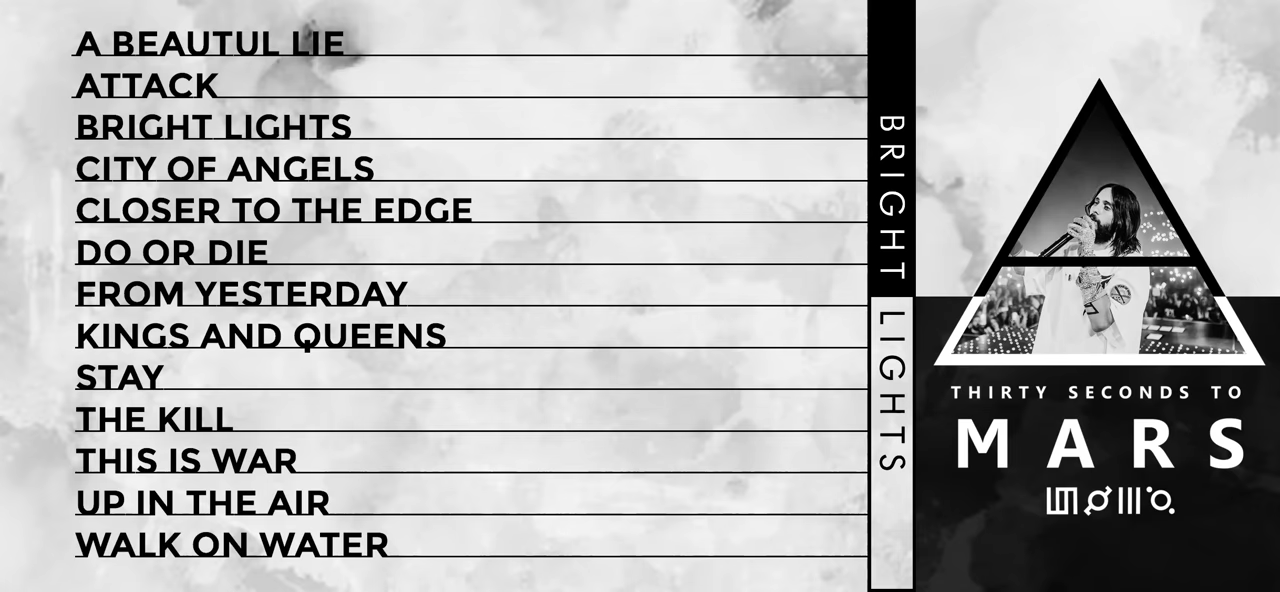 A BEAUTUL LIE
ATTACK
BRIGHT LIGHTS
CITY OF ANGELS
CLOSER TO THE EDGE
DO OR DIE
FROM YESTERDAY
KINGS AND QUEENS
STAY
THE KILL
THIS IS WAR
UP IN THE AIR
WALK ON WATER
BRIGHT LIGHTS
THIRTY SECONDS TO
MARS